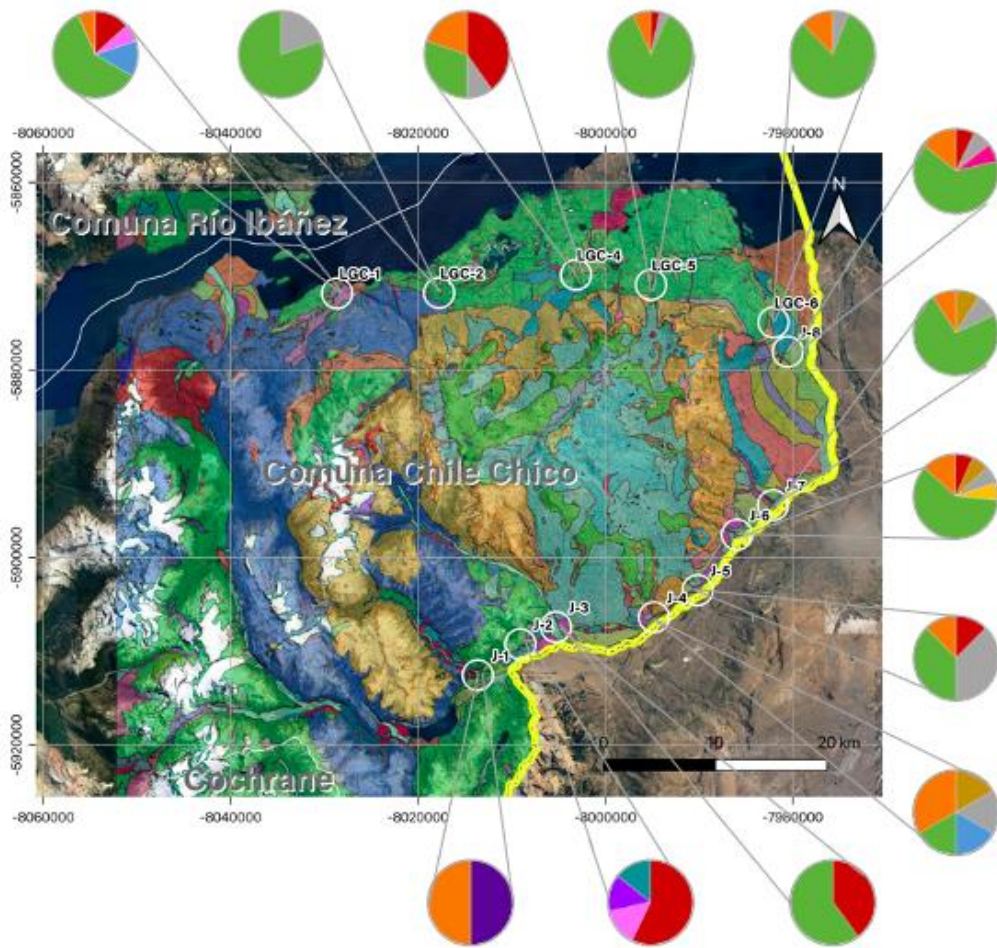 -8060000 -8040000 -8020000 -8000000 -7980000
-5860000
N
Comuna Río Ibáñez
LGC-1
LGC-2
LGC-4
LGC-5
LGC-6
J-8
-5880000
Comuna Chile Chico
J-7
J-6
-5900000
J-5
J-4
J-3
J-2
J-1
-5920000
Cochrane
0 10 20 km
-8060000 -8040000 -8020000 -8000000 -7980000